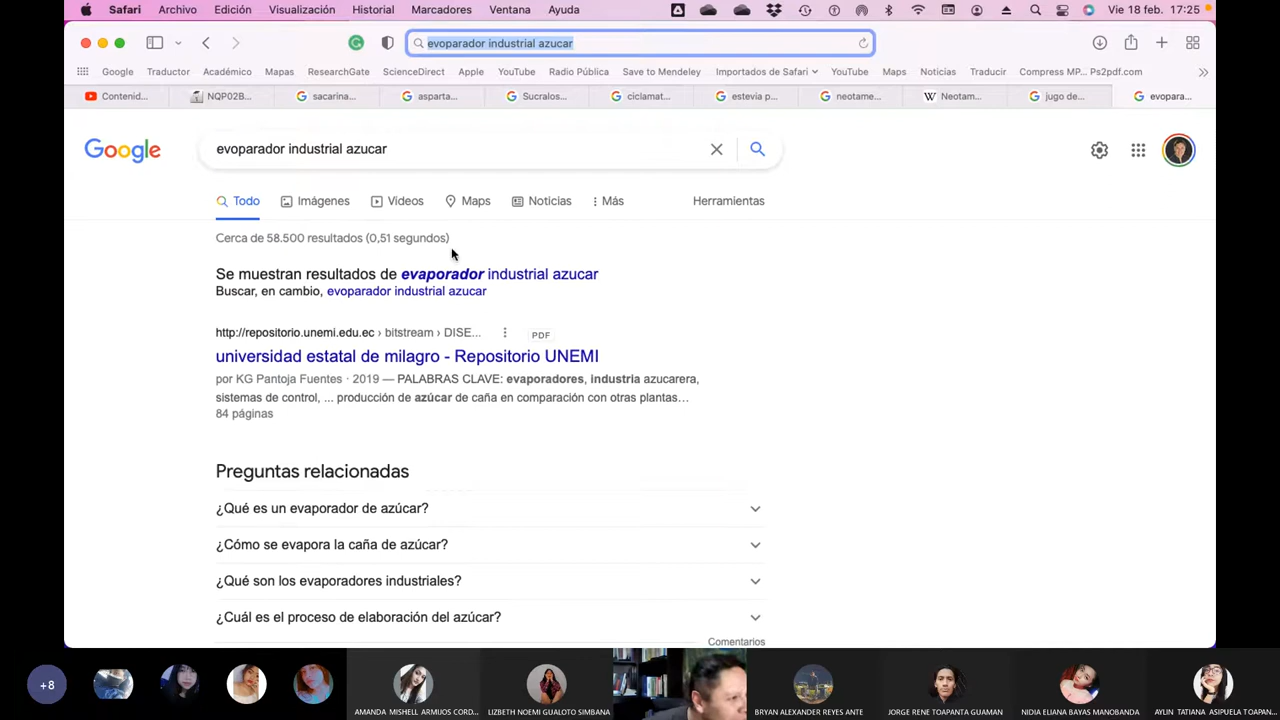 Safari Archivo Edición Visualización Historial Marcadores Ventana Ayuda Vie 18 feb. 17:25
evoparador industrial azucar
Google Traductor Académico Mapas ResearchGate ScienceDirect Apple YouTube Radio Pública Save to Mendeley Importados de Safari YouTube Maps Noticias Traducir Compress MP... Ps2pdf.com
Contenid... NQP02B... sacarina... asparta... Sucralos... ciclamat... estevia p... neotame... Neotam... jugo de... evopara...
Google
evoparador industrial azucar
Todo Imágenes Videos Maps Noticias Más Herramientas
Cerca de 58.500 resultados (0,51 segundos)
Se muestran resultados de evaporador industrial azucar
Buscar, en cambio, evoparador industrial azucar
http://repositorio.unemi.edu.ec › bitstream › DISE... PDF
universidad estatal de milagro - Repositorio UNEMI
por KG Pantoja Fuentes · 2019 — PALABRAS CLAVE: evaporadores, industria azucarera,
sistemas de control, ... producción de azúcar de caña en comparación con otras plantas...
84 páginas
Preguntas relacionadas
¿Qué es un evaporador de azúcar?
¿Cómo se evapora la caña de azúcar?
¿Qué son los evaporadores industriales?
¿Cuál es el proceso de elaboración del azúcar?
Comentarios
+8
AMANDA MISHELL ARMIJOS CORD... LIZBETH NOEMI GUALOTO SIMBANA BRYAN ALEXANDER REYES ANTE JORGE RENE TOAPANTA GUAMAN NIDIA ELIANA BAYAS MANOBANDA AYLIN TATIANA ASIPUELA TOAPAN...